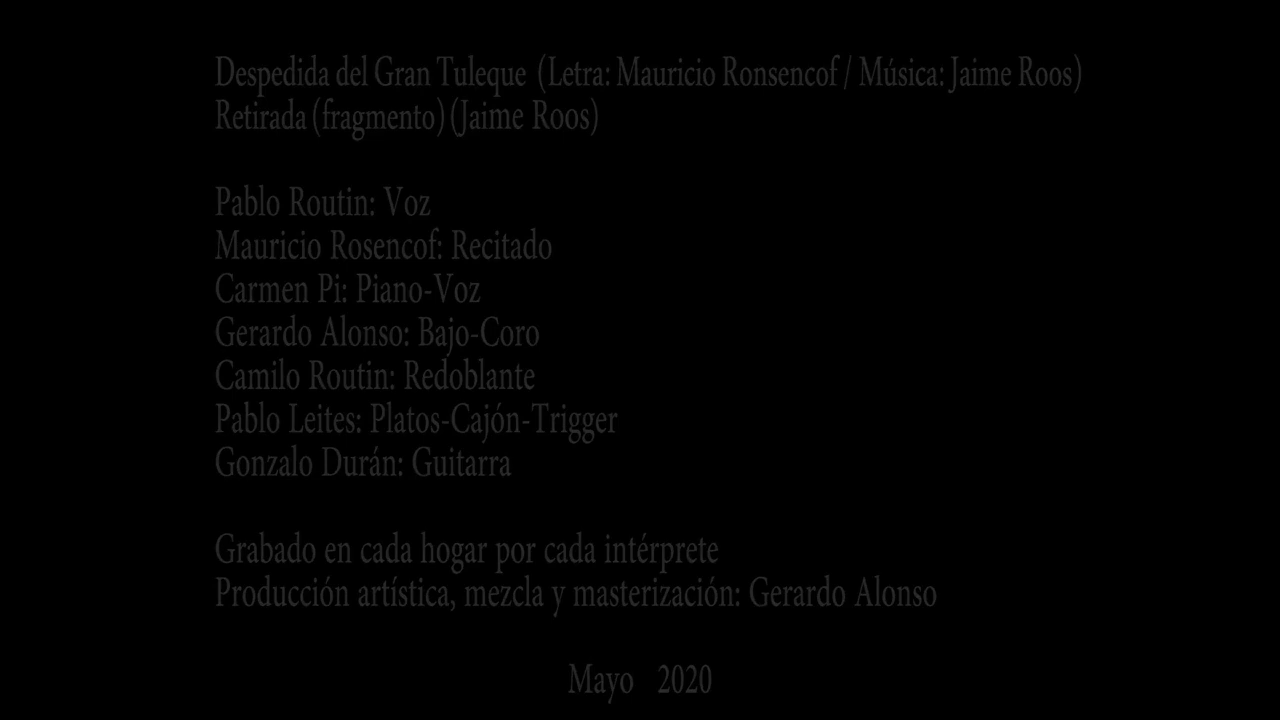 Despedida del Gran Tuleque (Letra: Mauricio Ronsencof / Música: Jaime Roos)
Retirada (fragmento) (Jaime Roos)
Pablo Routin: Voz
Mauricio Rosencof: Recitado
Carmen Pi: Piano-Voz
Gerardo Alonso: Bajo-Coro
Camilo Routin: Redoblante
Pablo Leites: Platos-Cajón-Trigger
Gonzalo Durán: Guitarra
Grabado en cada hogar por cada intérprete
Producción artística, mezcla y masterización: Gerardo Alonso
Mayo 2020